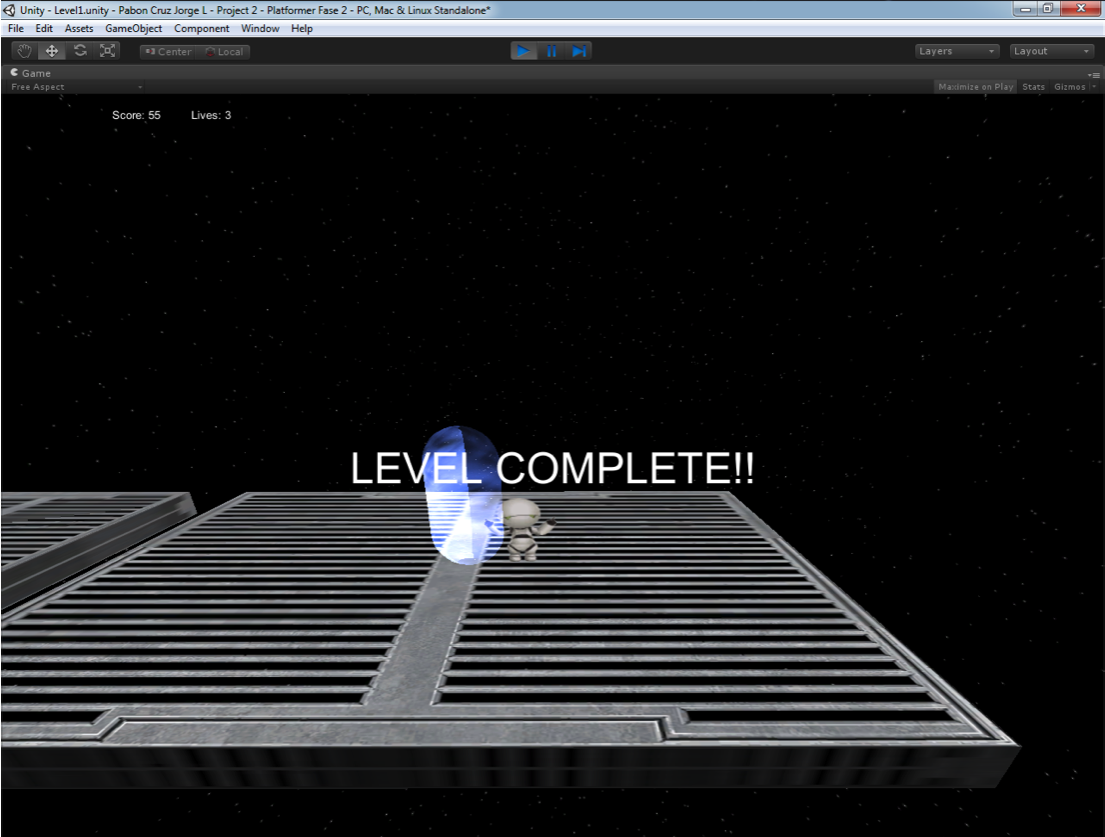 Unity - Level1.unity - Pabon Cruz Jorge L - Project 2 - Platformer Fase 2 - PC, Mac & Linux Standalone*
File Edit Assets GameObject Component Window Help
Center Local Layers Layout
Game
Free Aspect Maximize on Play Stats Gizmos
Score: 55 Lives: 3
LEVEL COMPLETE!!